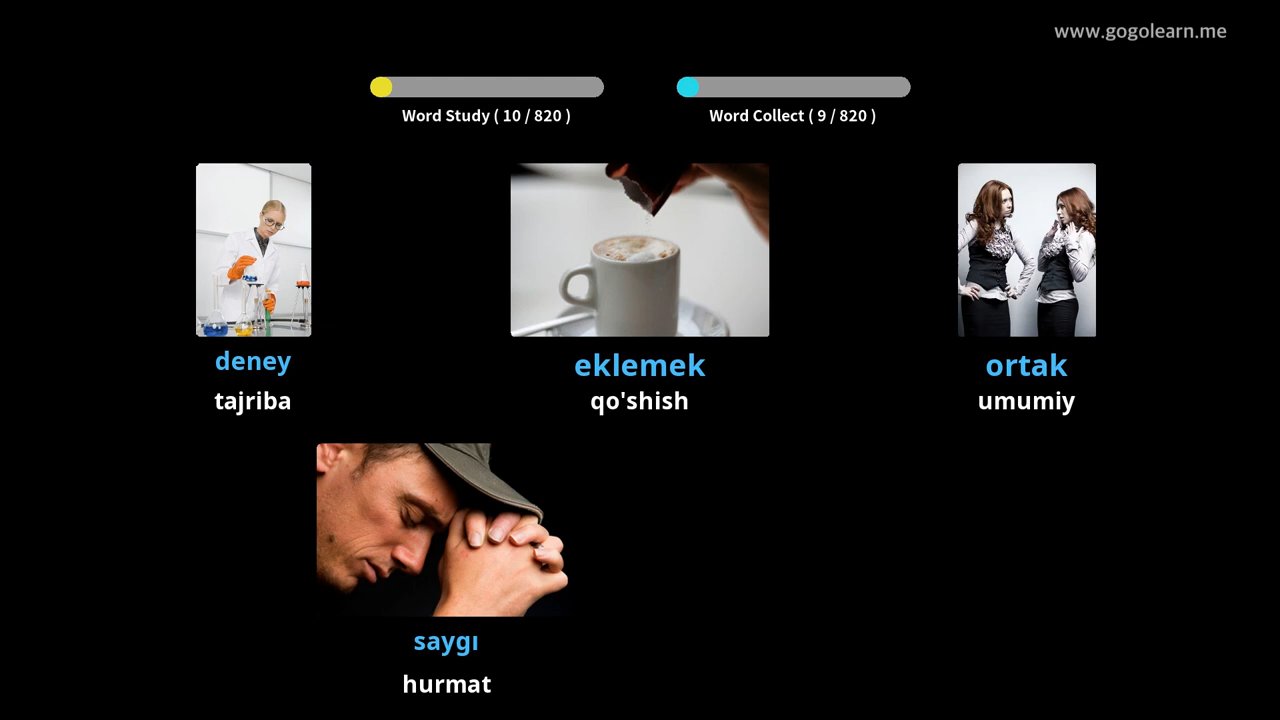 www.gogolearn.me
Word Study ( 10 / 820 )
Word Collect ( 9 / 820 )
deney
tajriba
eklemek
qo'shish
ortak
umumiy
saygı
hurmat